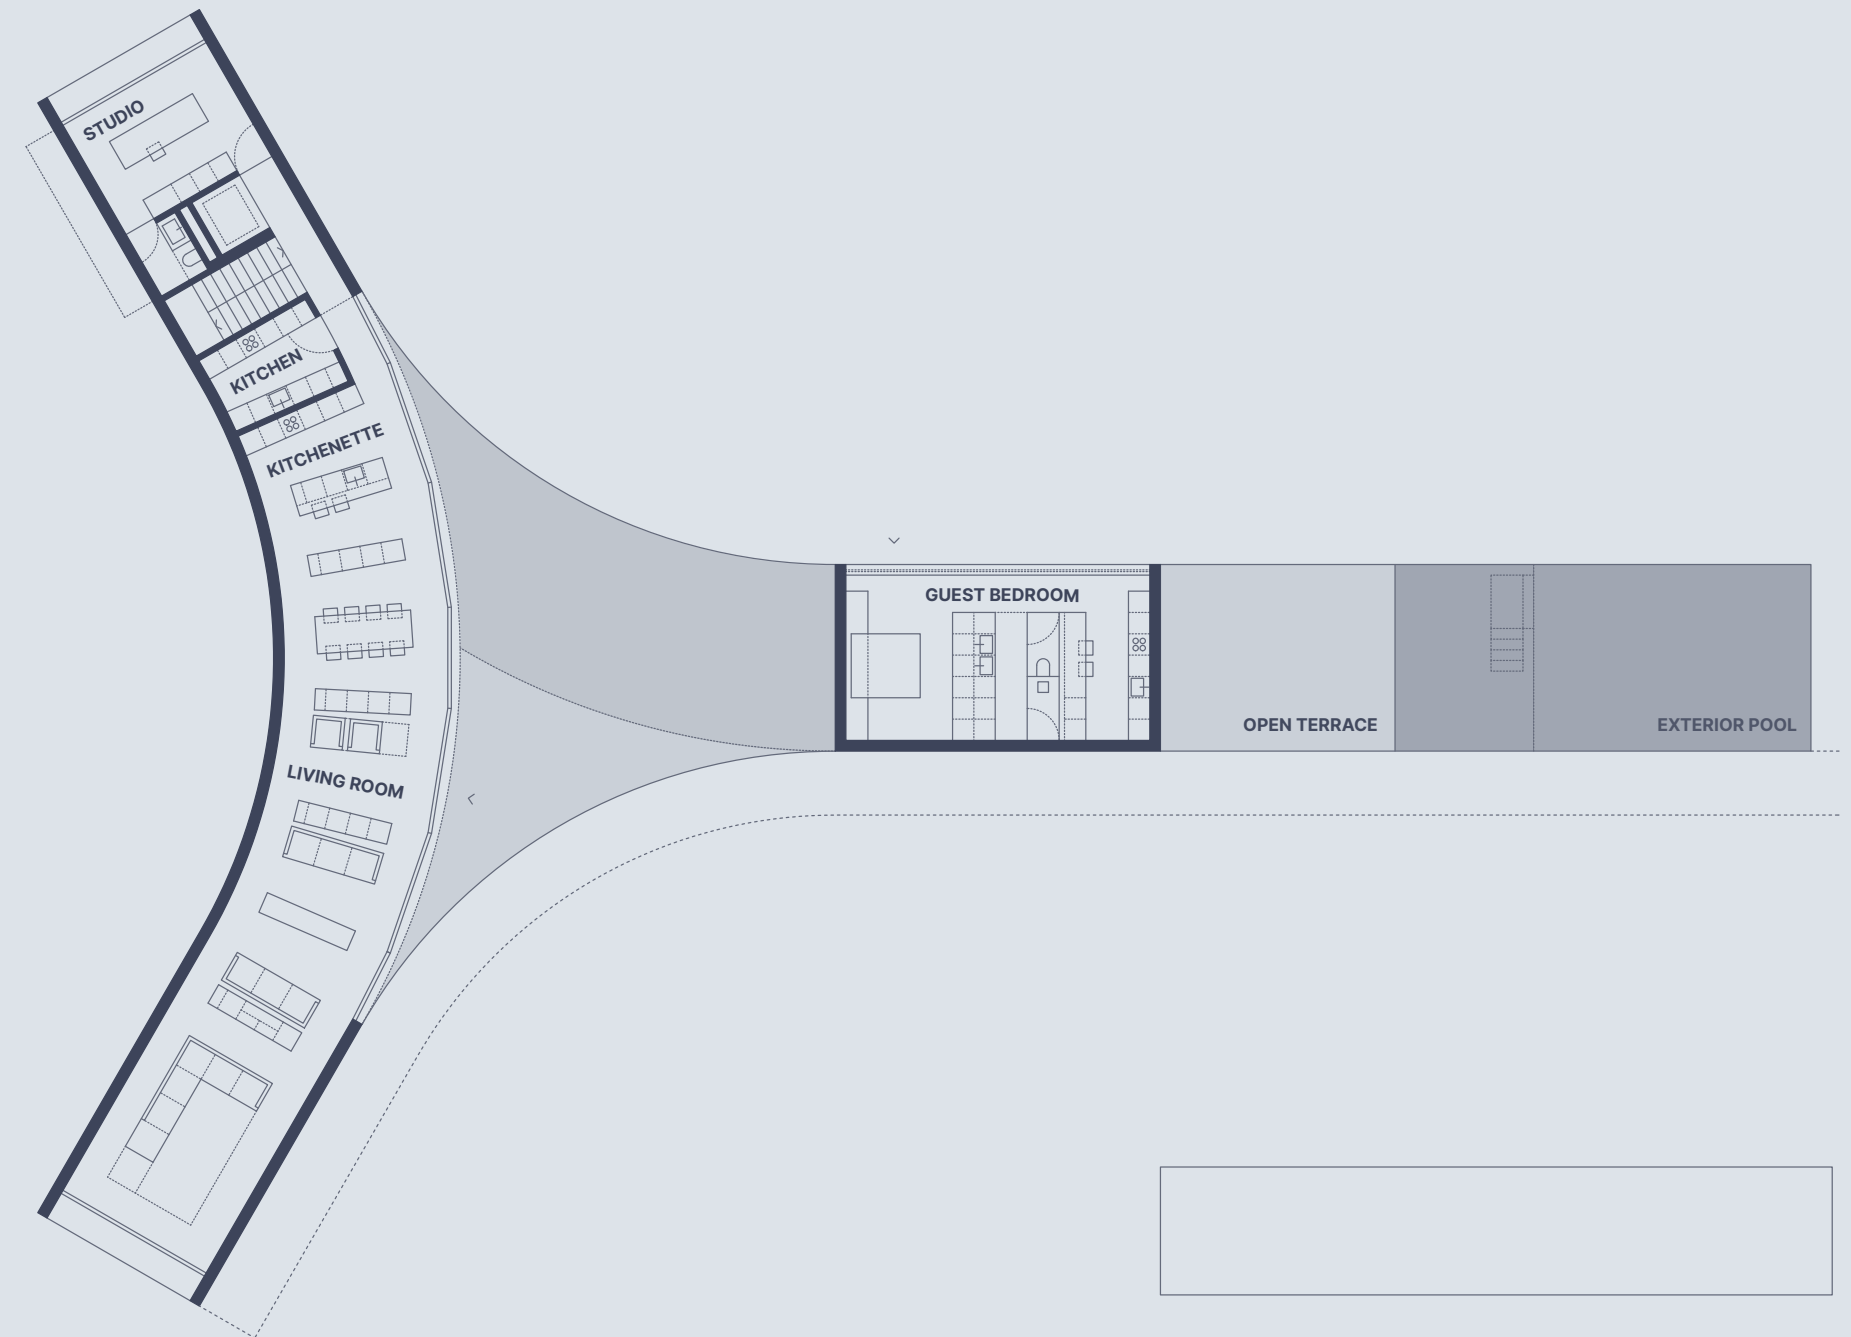 STUDIO
KITCHEN
KITCHENETTE
LIVING ROOM
GUEST BEDROOM
OPEN TERRACE
EXTERIOR POOL